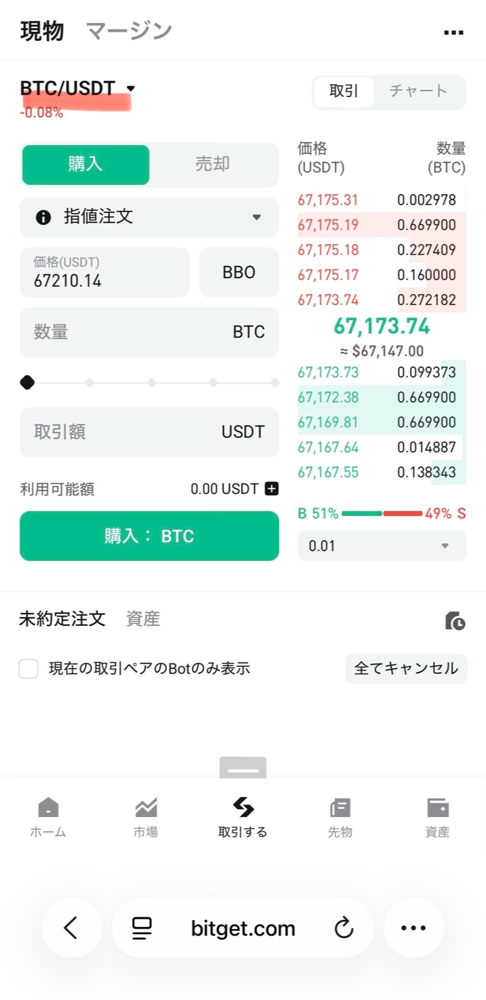 現物 マージン
BTC/USDT
-0.08%
取引 チャート
購入 売却
指値注文
価格(USDT)
67210.14
BBO
数量 BTC
取引額 USDT
利用可能額 0.00 USDT
購入： BTC
価格 数量
(USDT) (BTC)
67,175.31 0.002978
67,175.19 0.669900
67,175.18 0.227409
67,175.17 0.160000
67,173.74 0.272182
67,173.74
≈ $67,147.00
67,173.73 0.099373
67,172.38 0.669900
67,169.81 0.669900
67,167.64 0.014887
67,167.55 0.138343
B 51% 49% S
0.01
未約定注文 資産
現在の取引ペアのBotのみ表示 全てキャンセル
ホーム 市場 取引する 先物 資産
bitget.com